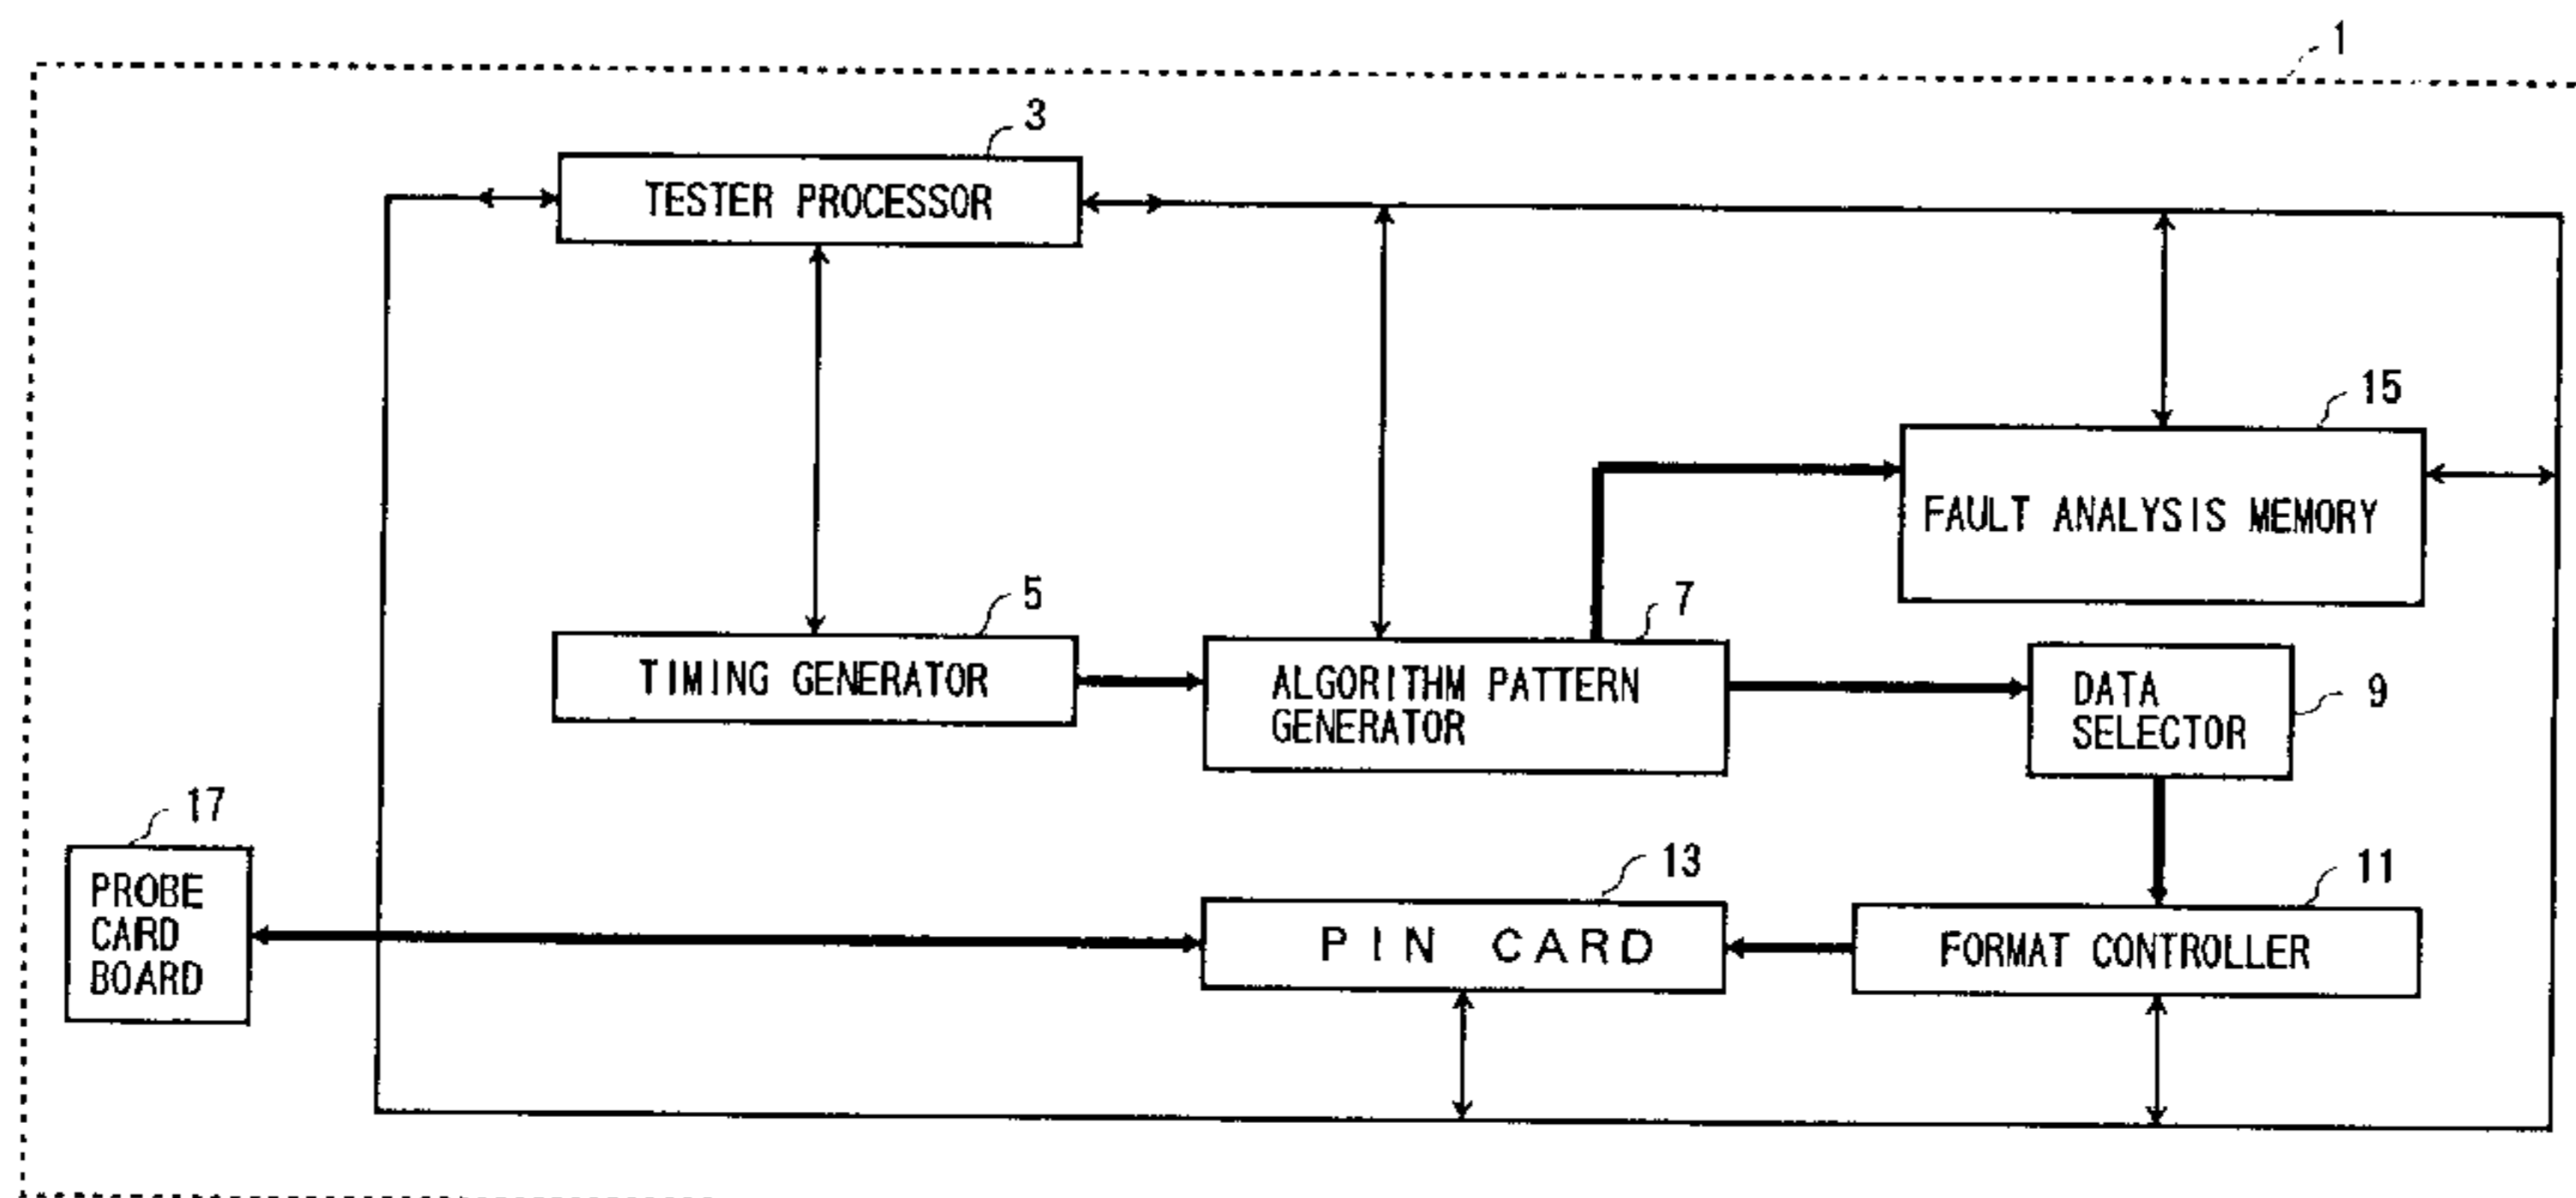 1
3
TESTER PROCESSOR
15
FAULT ANALYSIS MEMORY
5
TIMING GENERATOR
7
ALGORITHM PATTERN
GENERATOR
9
DATA
SELECTOR
17
PROBE
CARD
BOARD
13
PIN CARD
11
FORMAT CONTROLLER